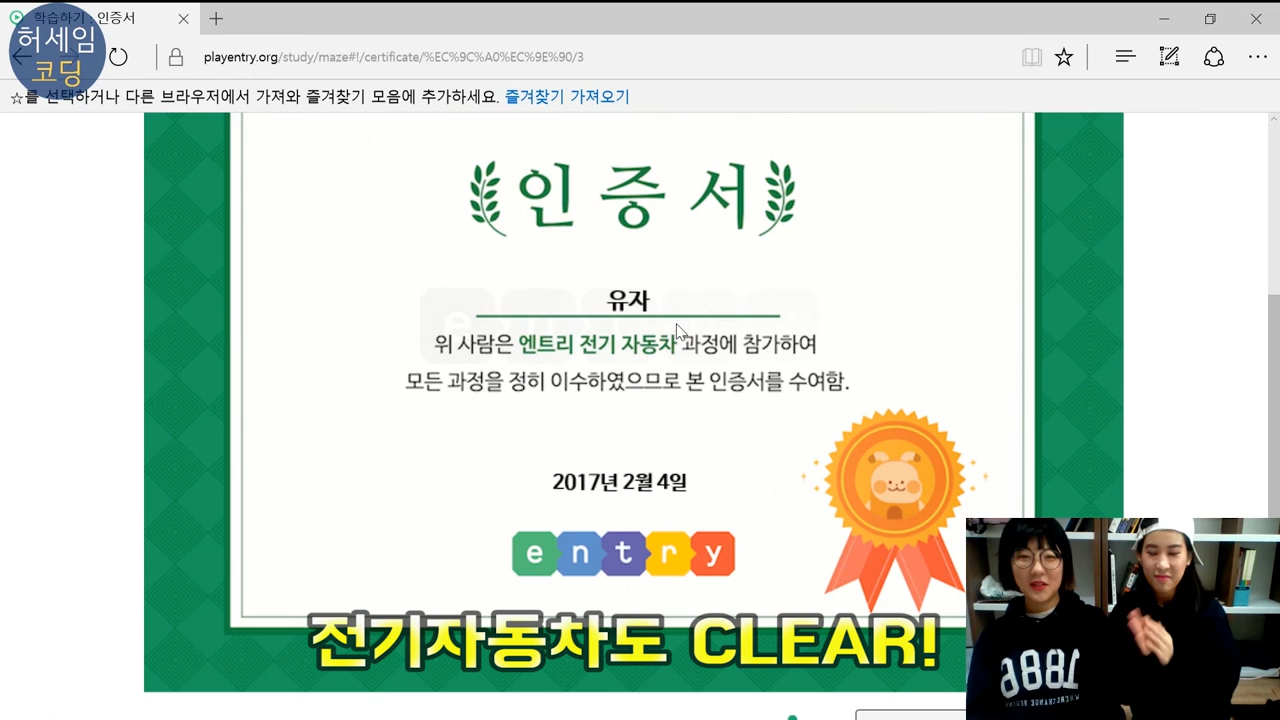 학습하기 : 인증서
허세임
코딩
playentry.org/study/maze#!/certificate/%EC%9C%A0%EC%9E%90/3
☆를 선택하거나 다른 브라우저에서 가져와 즐겨찾기 모음에 추가하세요. 즐겨찾기 가져오기
인증서
유자
위 사람은 엔트리 전기 자동차 과정에 참가하여
모든 과정을 정히 이수하였으므로 본 인증서를 수여함.
2017년 2월 4일
entry
전기자동차도 CLEAR!
1886